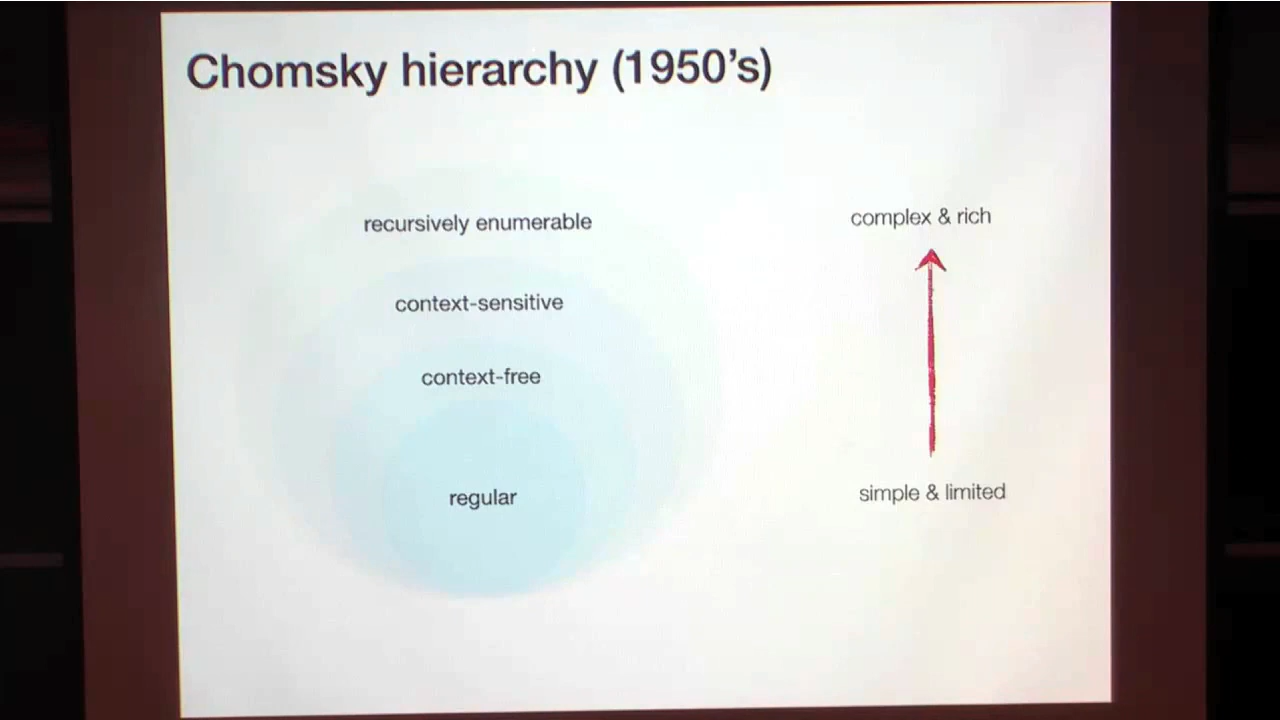 Chomsky hierarchy (1950's)
recursively enumerable
complex & rich
context-sensitive
context-free
regular
simple & limited